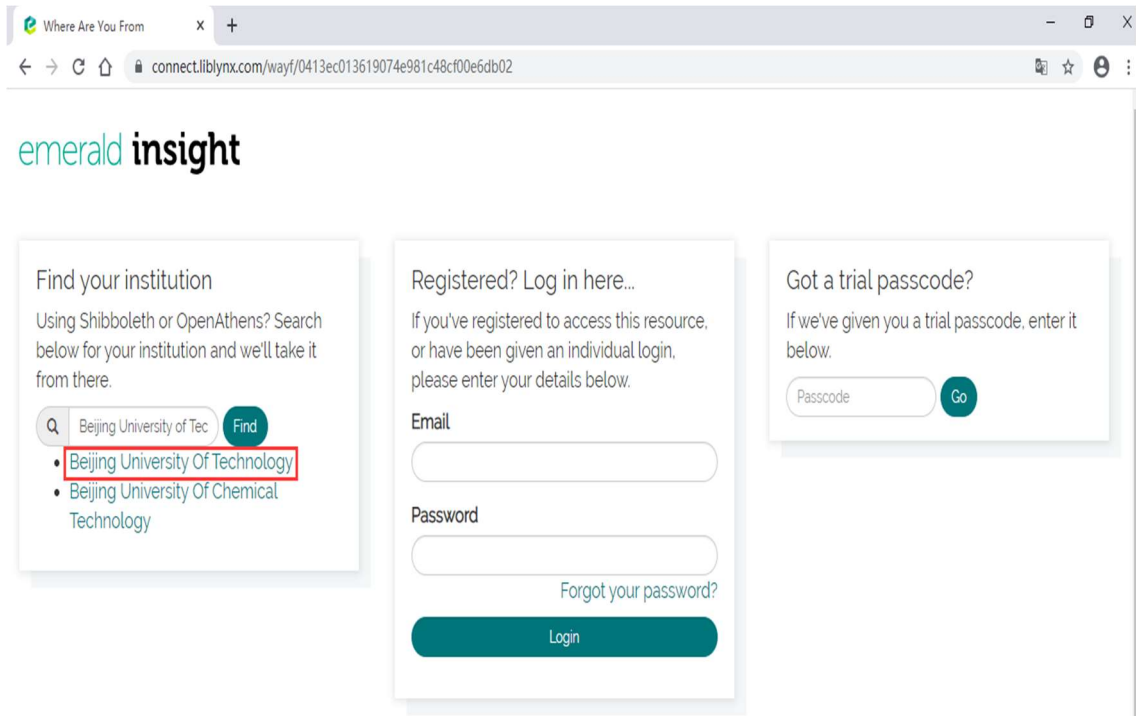 Where Are You From
connect.liblynx.com/wayf/0413ec013619074e981c48cf00e6db02
emerald insight
Find your institution
Using Shibboleth or OpenAthens? Search
below for your institution and we'll take it
from there.
Beijing University of Tec
Find
Beijing University Of Technology
Beijing University Of Chemical
Technology
Registered? Log in here...
If you've registered to access this resource,
or have been given an individual login,
please enter your details below.
Email
Password
Forgot your password?
Login
Got a trial passcode?
If we've given you a trial passcode, enter it
below.
Passcode
Go